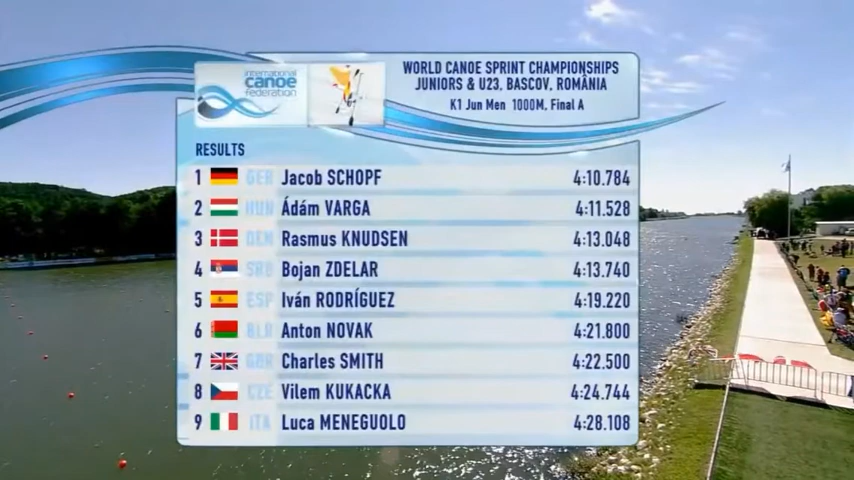 international
canoe
federation
WORLD CANOE SPRINT CHAMPIONSHIPS
JUNIORS & U23, BASCOV, ROMÂNIA
K1 Jun Men 1000M, Final A
RESULTS
1 GER Jacob SCHOPF 4:10.784
2 HUN Ádám VARGA 4:11.528
3 DEN Rasmus KNUDSEN 4:13.048
4 SRB Bojan ZDELAR 4:13.740
5 ESP Iván RODRÍGUEZ 4:19.220
6 BLR Anton NOVAK 4:21.800
7 GBR Charles SMITH 4:22.500
8 CZE Vilem KUKACKA 4:24.744
9 ITA Luca MENEGUOLO 4:28.108